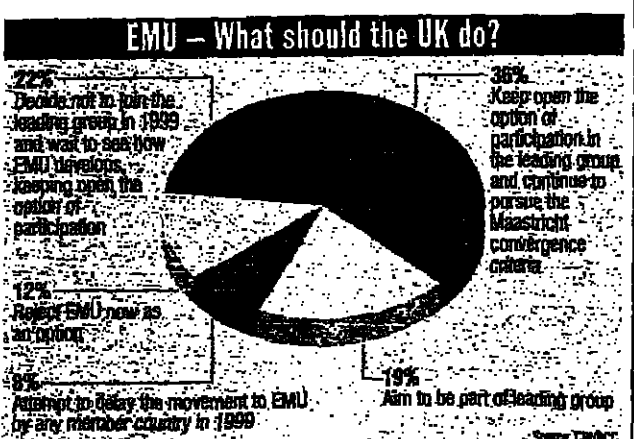 EMU – What should the UK do?
22%
Decide not to join the
leading group in 1999
and wait to see how
EMU develops,
keeping open the
option of
participation
36%
Keep open the
option of
participation in
the leading group
and continue to
pursue the
Maastricht
convergence
criteria
12%
Reject EMU now as
an option
8%
Attempt to delay the movement to EMU
by any member country in 1999
19%
Aim to be part of leading group